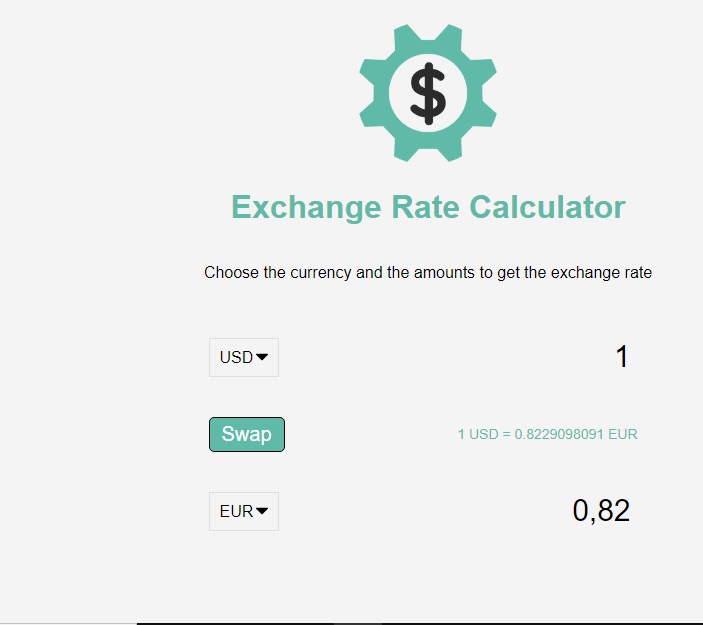 $
Exchange Rate Calculator
Choose the currency and the amounts to get the exchange rate
USD 1
Swap 1 USD = 0.8229098091 EUR
EUR 0,82